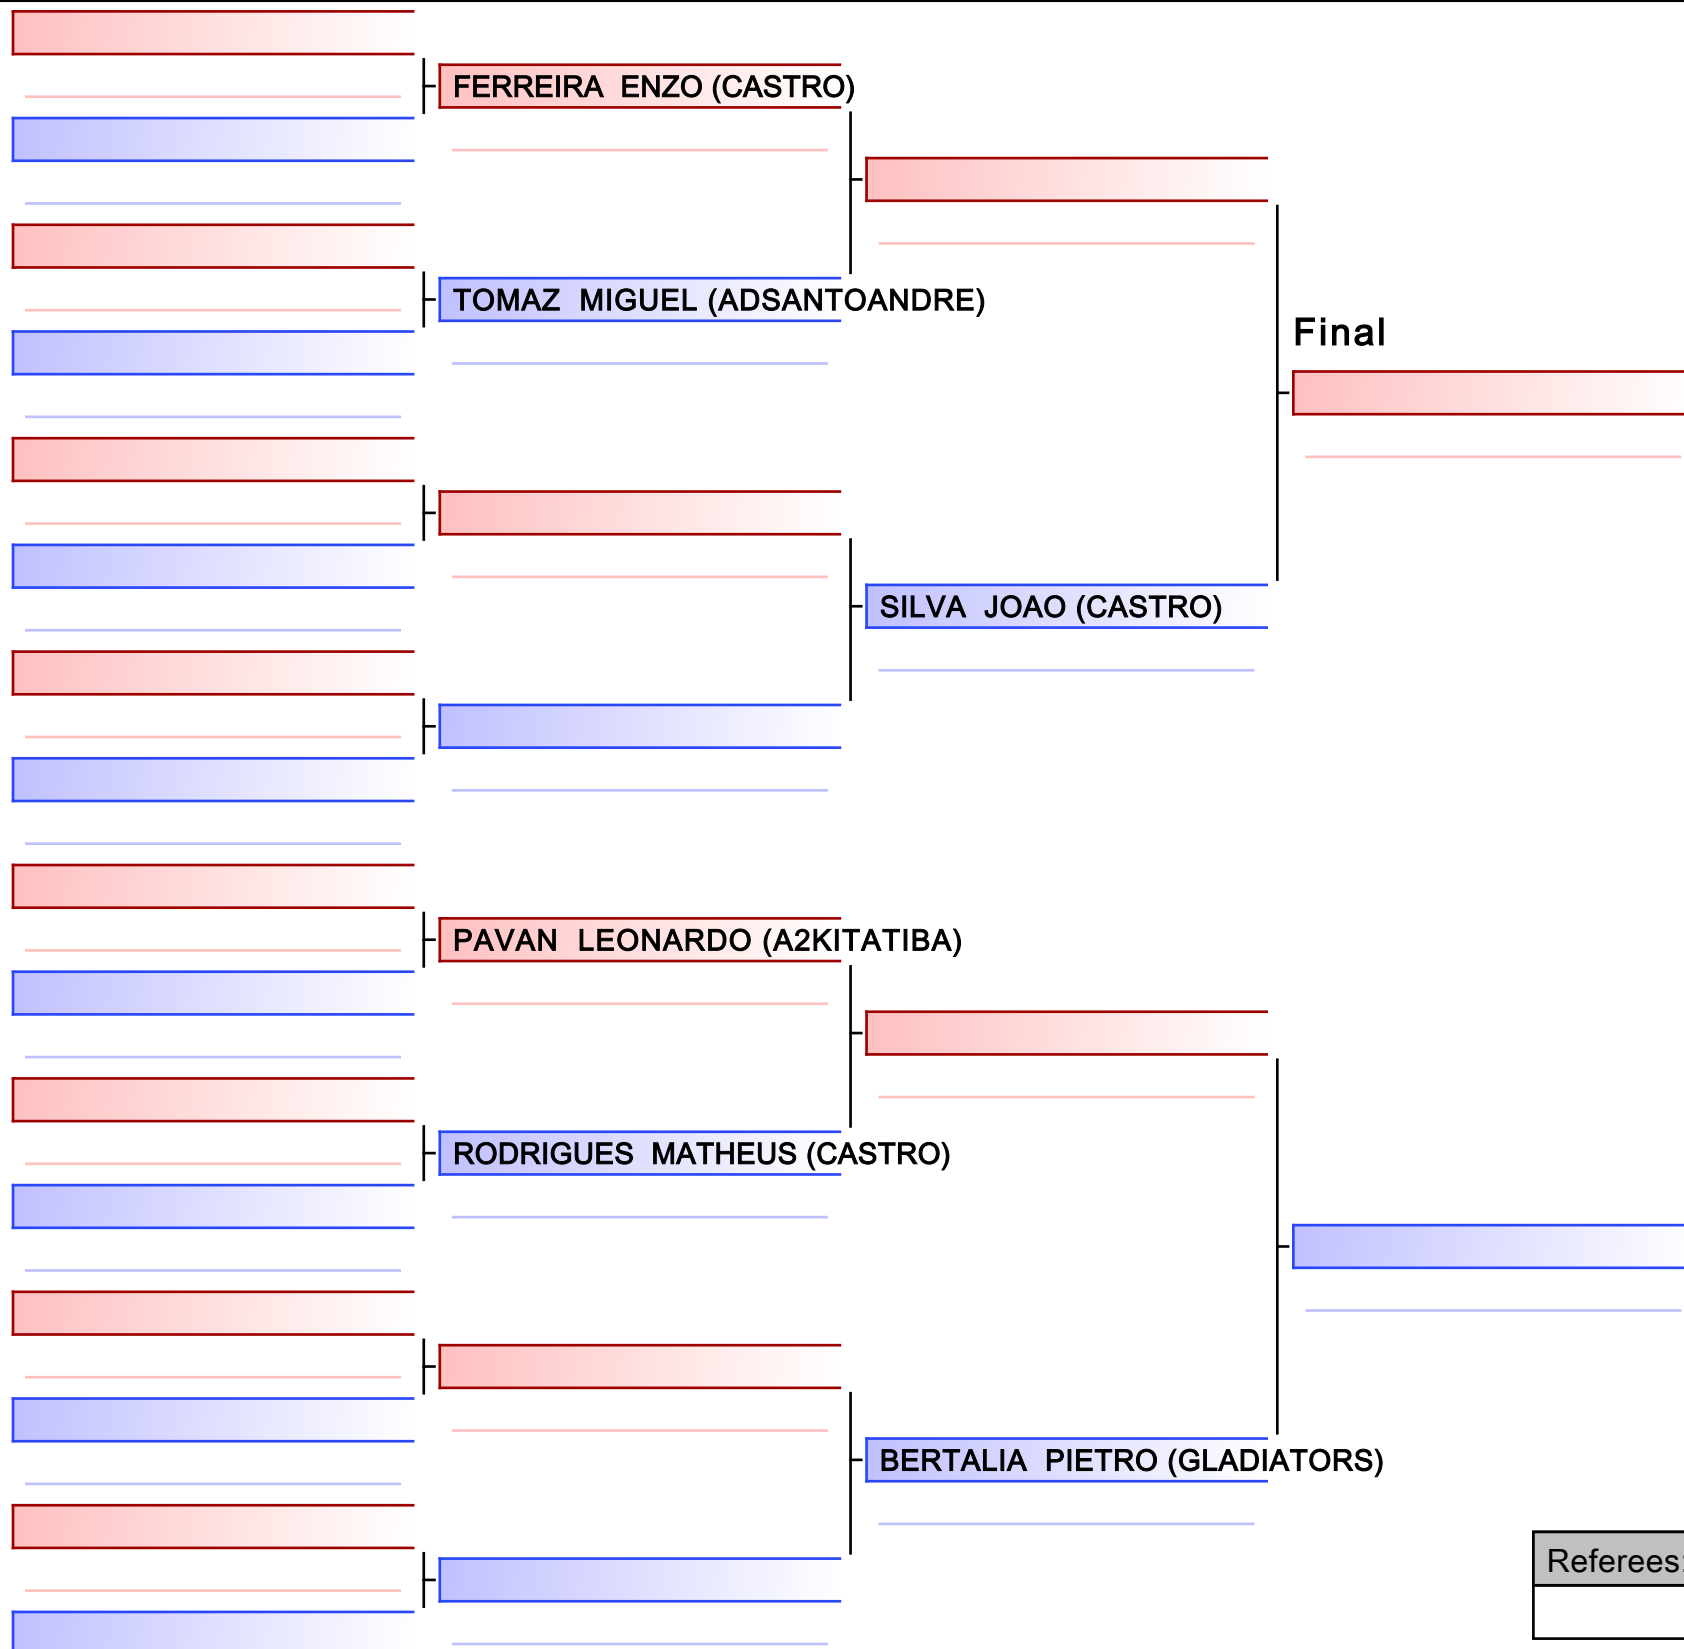 FERREIRA  ENZO (CASTRO)
TOMAZ  MIGUEL (ADSANTOANDRE)
Final
SILVA  JOAO (CASTRO)
PAVAN  LEONARDO (A2KITATIBA)
RODRIGUES  MATHEUS (CASTRO)
BERTALIA  PIETRO (GLADIATORS)
Referees: